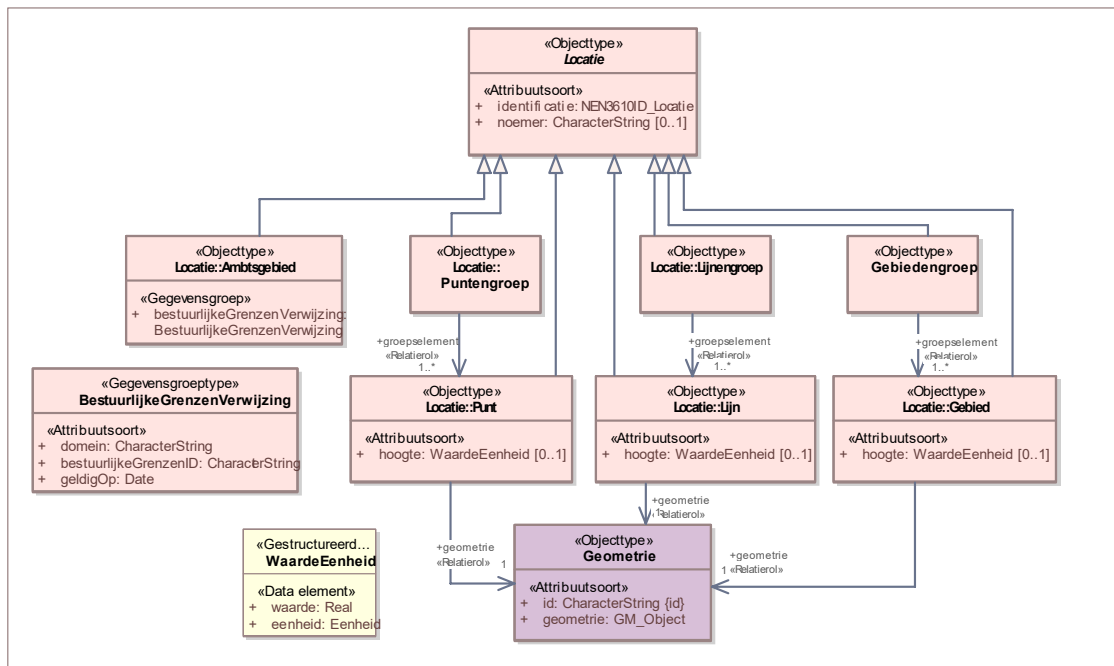 «Objecttype»
Locatie
«Attribuutsoort»
+ identificatie: NEN3610ID_Locatie
+ noemer: CharacterString [0..1]
«Objecttype»
Locatie::Ambtsgebied
«Gegevensgroep»
+ bestuurlijkeGrenzenVerwijzing:
BestuurlijkeGrenzenVerwijzing
«Objecttype»
Locatie::
Puntengroep
«Objecttype»
Locatie::Lijnengroep
«Objecttype»
Gebiedengroep
+groepselement
«Relatierol»
1..*
+groepselement
«Relatierol»
1..*
+groepselement
«Relatierol»
1..*
«Gegevensgroeptype»
BestuurlijkeGrenzenVerwijzing
«Attribuutsoort»
+ domein: CharacterString
+ bestuurlijkeGrenzenID: CharacterString
+ geldigOp: Date
«Objecttype»
Locatie::Punt
«Attribuutsoort»
+ hoogte: WaardeEenheid [0..1]
«Objecttype»
Locatie::Lijn
«Attribuutsoort»
+ hoogte: WaardeEenheid [0..1]
«Objecttype»
Locatie::Gebied
«Attribuutsoort»
+ hoogte: WaardeEenheid [0..1]
+geometrie
1
«Relatierol»
«Gestructureerd...
WaardeEenheid
«Data element»
+ waarde: Real
+ eenheid: Eenheid
+geometrie
«Relatierol»
1
«Objecttype»
Geometrie
«Attribuutsoort»
+ id: CharacterString {id}
+ geometrie: GM_Object
+geometrie
1 «Relatierol»